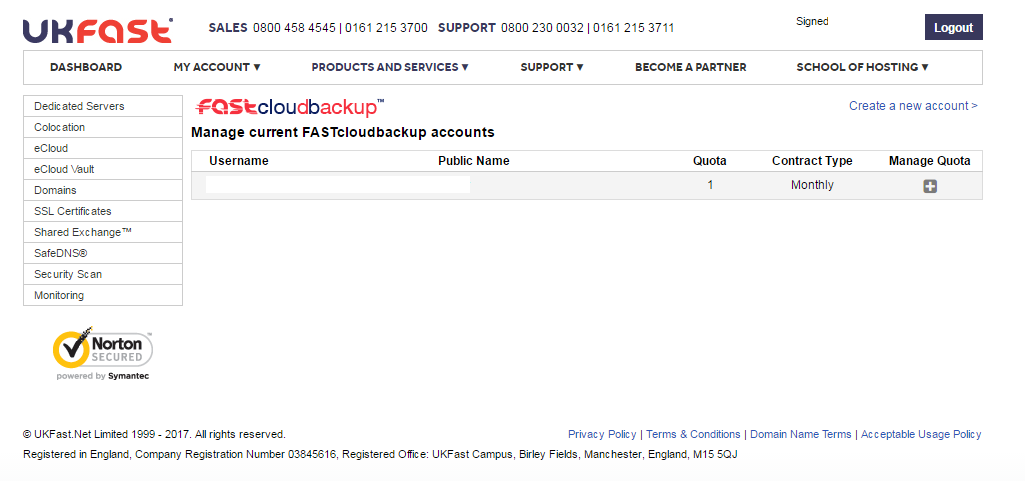 UKFAST
SALES 0800 458 4545 | 0161 215 3700 SUPPORT 0800 230 0032 | 0161 215 3711
Signed
Logout
DASHBOARD MY ACCOUNT ▼ PRODUCTS AND SERVICES ▼ SUPPORT ▼ BECOME A PARTNER SCHOOL OF HOSTING ▼
Dedicated Servers
Colocation
eCloud
eCloud Vault
Domains
SSL Certificates
Shared Exchange™
SafeDNS®
Security Scan
Monitoring
Norton™
SECURED
powered by Symantec
FASTcloudbackup™
Create a new account >
Manage current FASTcloudbackup accounts
Username Public Name Quota Contract Type Manage Quota
1 Monthly
© UKFast.Net Limited 1999 - 2017. All rights reserved.
Privacy Policy | Terms & Conditions | Domain Name Terms | Acceptable Usage Policy
Registered in England, Company Registration Number 03845616, Registered Office: UKFast Campus, Birley Fields, Manchester, England, M15 5QJ